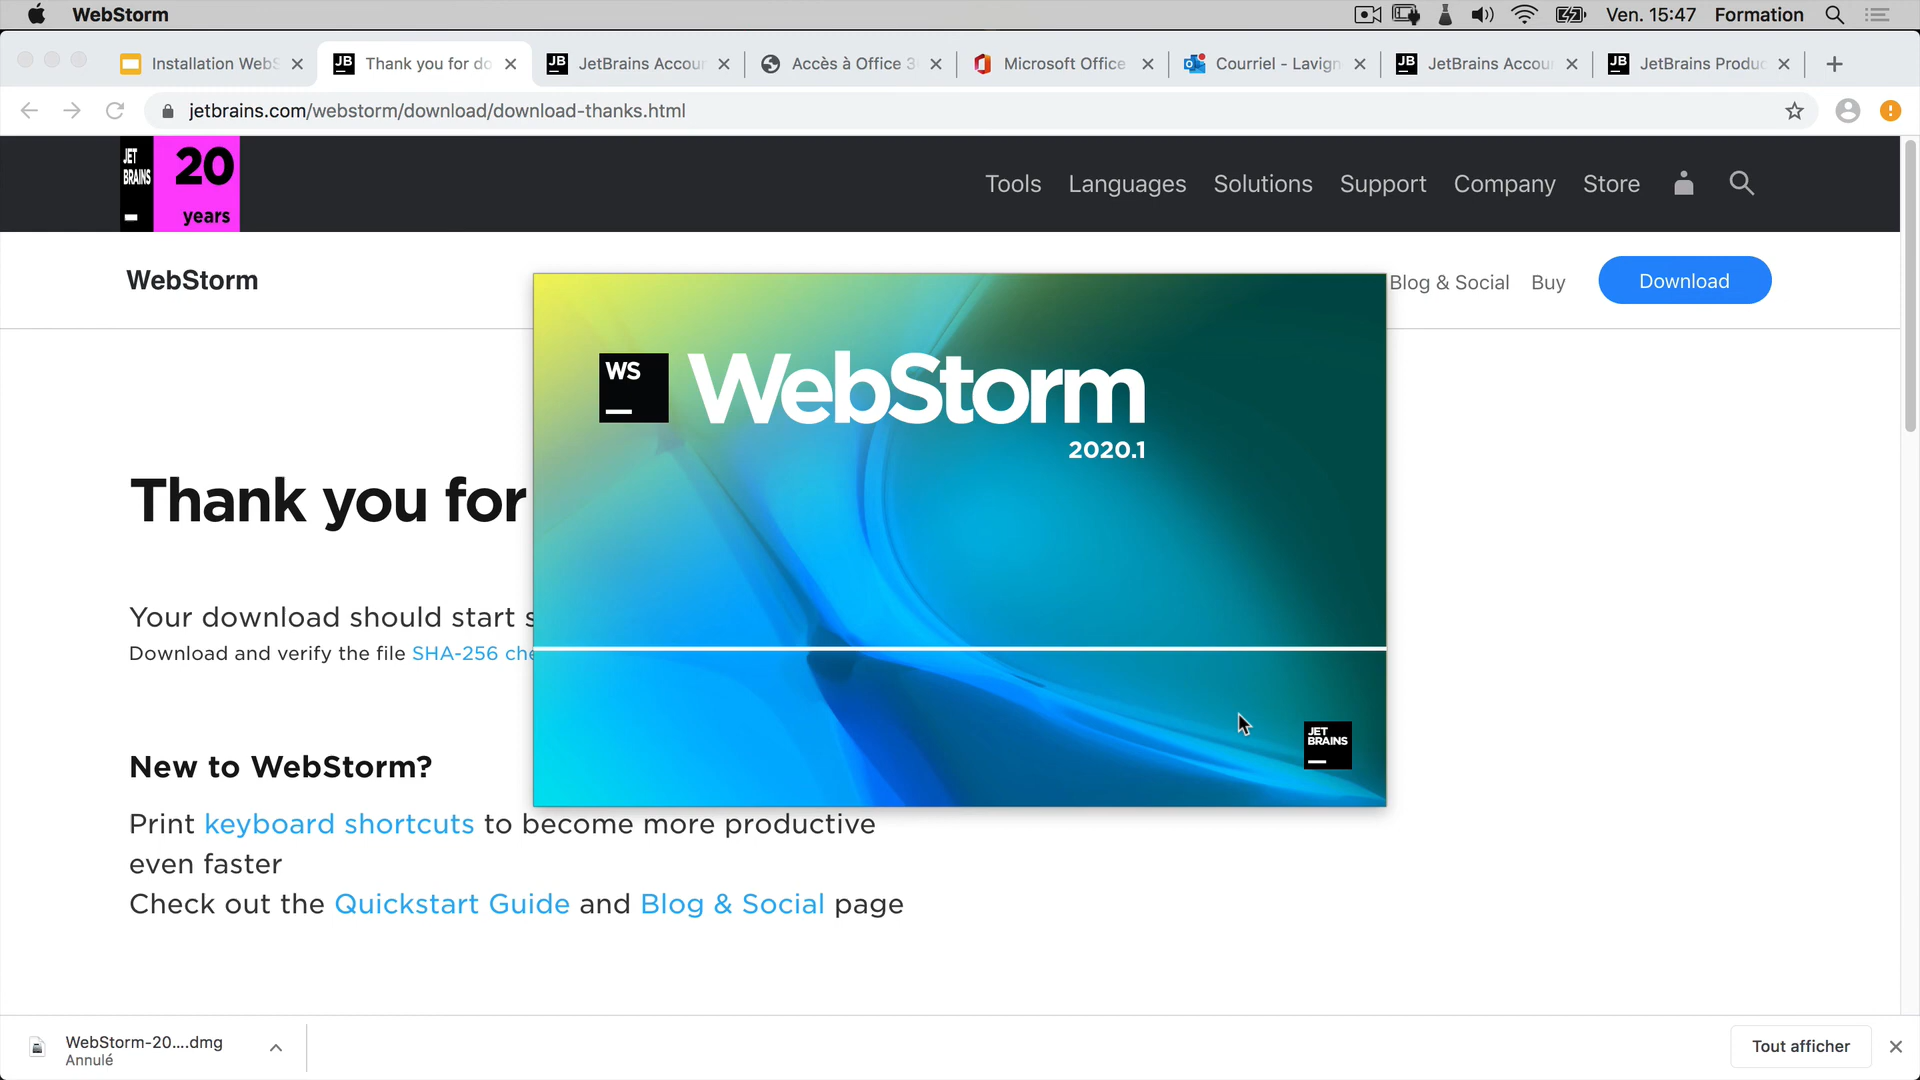 WebStorm
Ven. 15:47
Formation
Installation WebS
Thank you for do
JetBrains Accoun
Accès à Office 3
Microsoft Office
Courriel - Lavign
JetBrains Accou
JetBrains Produc
jetbrains.com/webstorm/download/download-thanks.html
JET
BRAINS
20
years
Tools
Languages
Solutions
Support
Company
Store
WebStorm
Blog & Social
Buy
Download
WS
WebStorm
2020.1
Thank you for
Your download should start s
Download and verify the file SHA-256 che
JET
BRAINS
New to WebStorm?
Print keyboard shortcuts to become more productive
even faster
Check out the Quickstart Guide and Blog & Social page
WebStorm-20....dmg
Annulé
Tout afficher